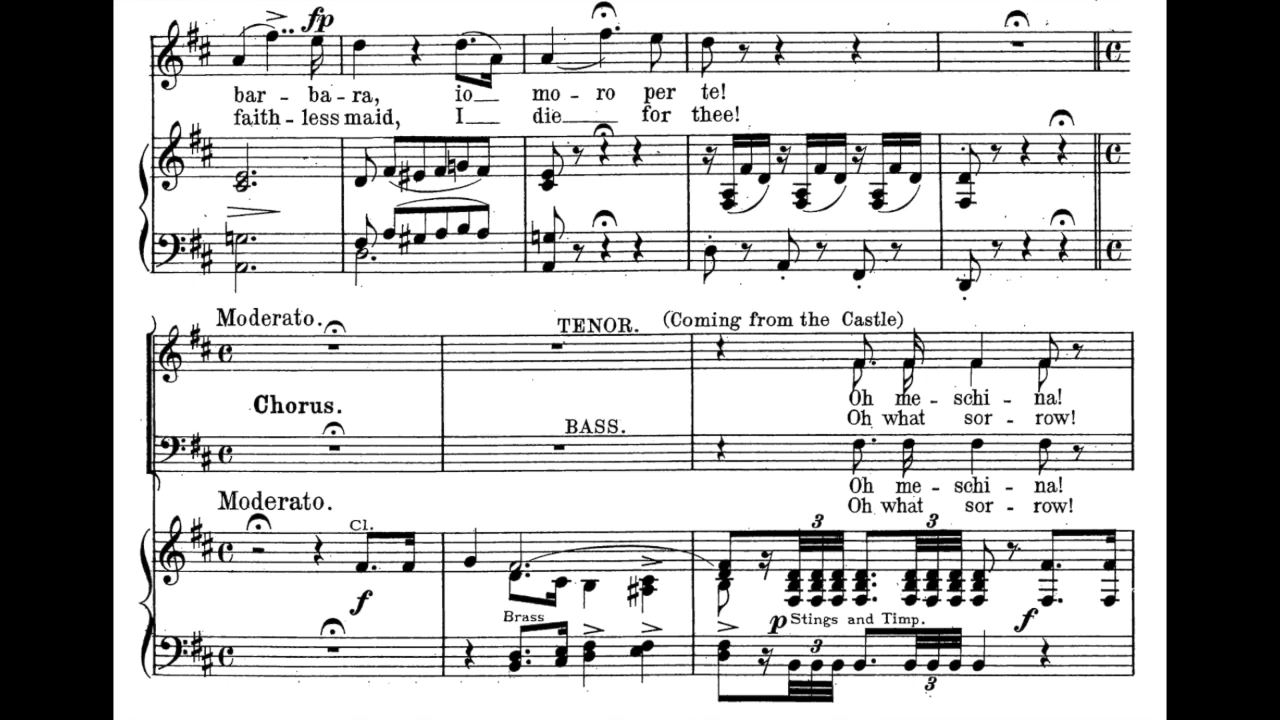 fp
bar - ba - ra, io mo - ro per te!
faith - less maid, I die for thee!
Moderato.
TENOR. (Coming from the Castle)
Oh me - schi - na!
Oh what sor - row!
Chorus.
BASS.
Oh me - schi - na!
Oh what sor - row!
Moderato.
Cl.
3 3
f
Brass
p Stings and Timp. f
3
3